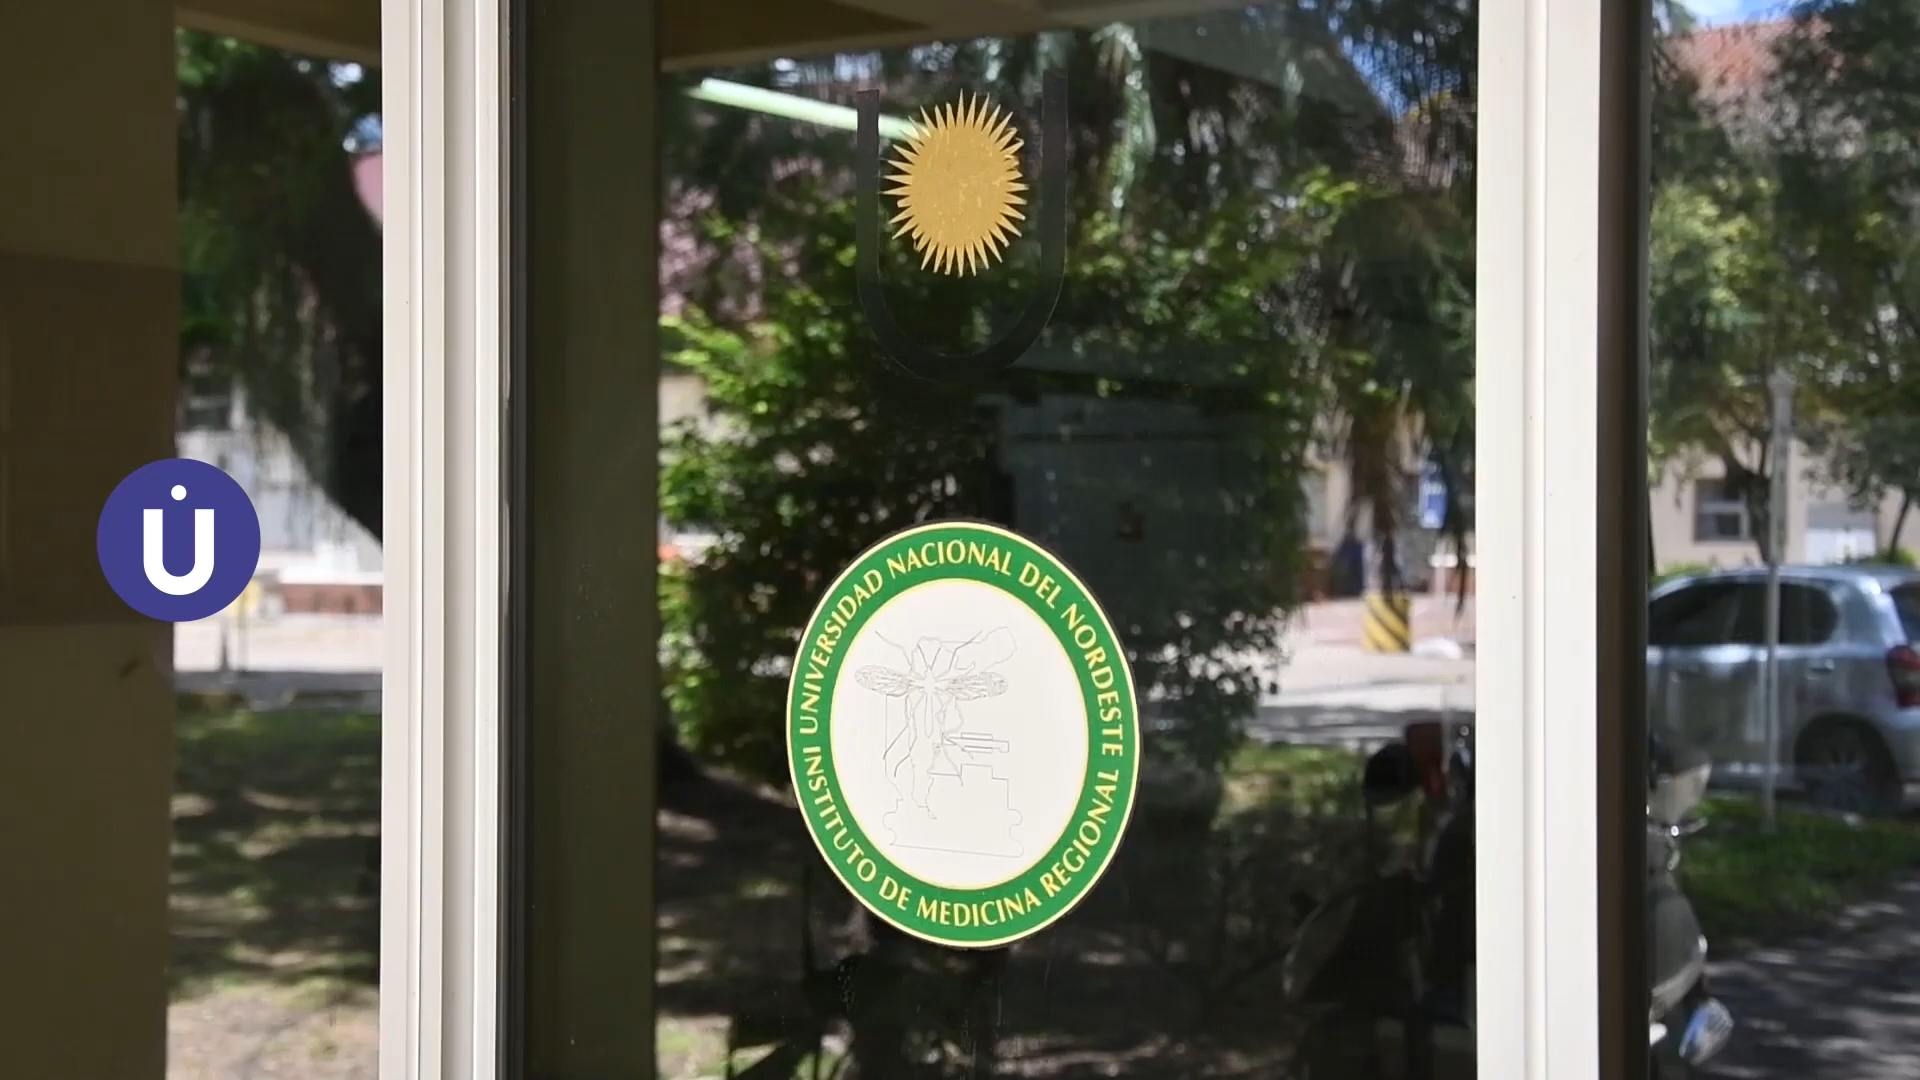 U
UNIVERSIDAD NACIONAL DEL NORDESTE
INSTITUTO DE MEDICINA REGIONAL
U